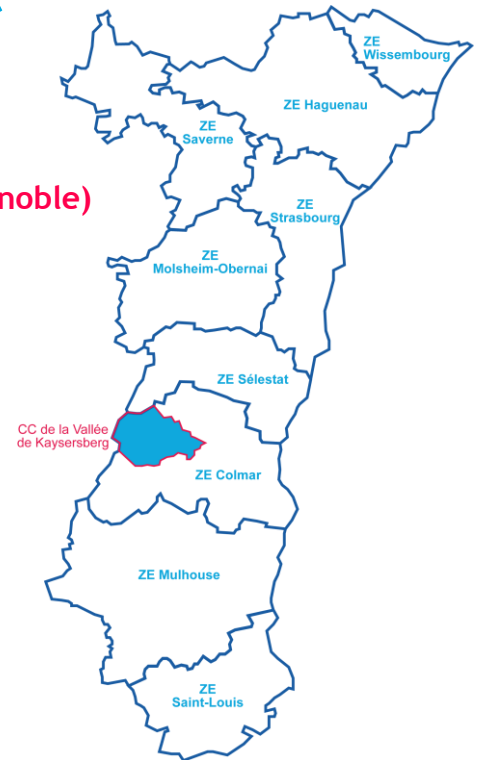 ZE
Wissembourg
ZE Haguenau
ZE
Saverne
noble)
ZE
Strasbourg
ZE
Molsheim-Obernai
ZE Sélestat
CC de la Vallée
de Kaysersberg
ZE Colmar
ZE Mulhouse
ZE
Saint-Louis